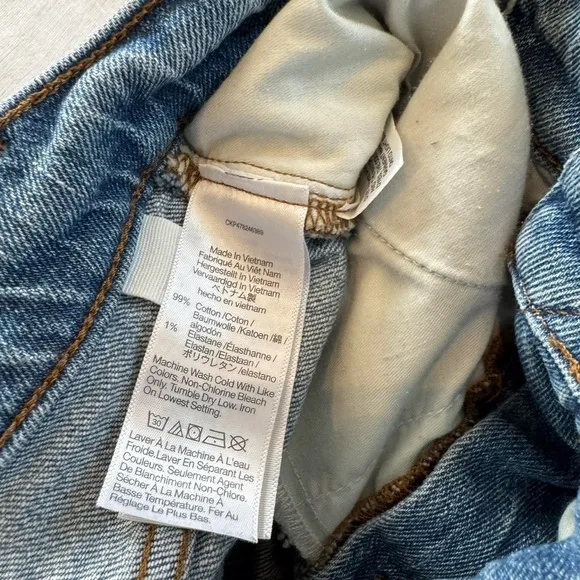 CKP478246389
Made In Vietnam
Fabriqué Au Viêt Nam
Hergestellt In Vietnam
Vervaardigd In Vietnam
ベトナム製
hecho en vietnam
99% Cotton /Coton /
Baumwolle /Katoen /綿 /
algodón
1% Elastane /Élasthanne /
Elastan /Elastaan /
ポリウレタン /elastano
Machine Wash Cold With Like
Colors. Non-Chlorine Bleach
Only. Tumble Dry Low. Iron
On Lowest Setting.
30
Laver À La Machine À L'eau
Froide.Laver En Séparant Les
Couleurs. Seulement Agent
De Blanchiment Non-Chlore.
Sécher À La Machine À
Basse Température. Fer Au
Réglage Le Plus Bas.